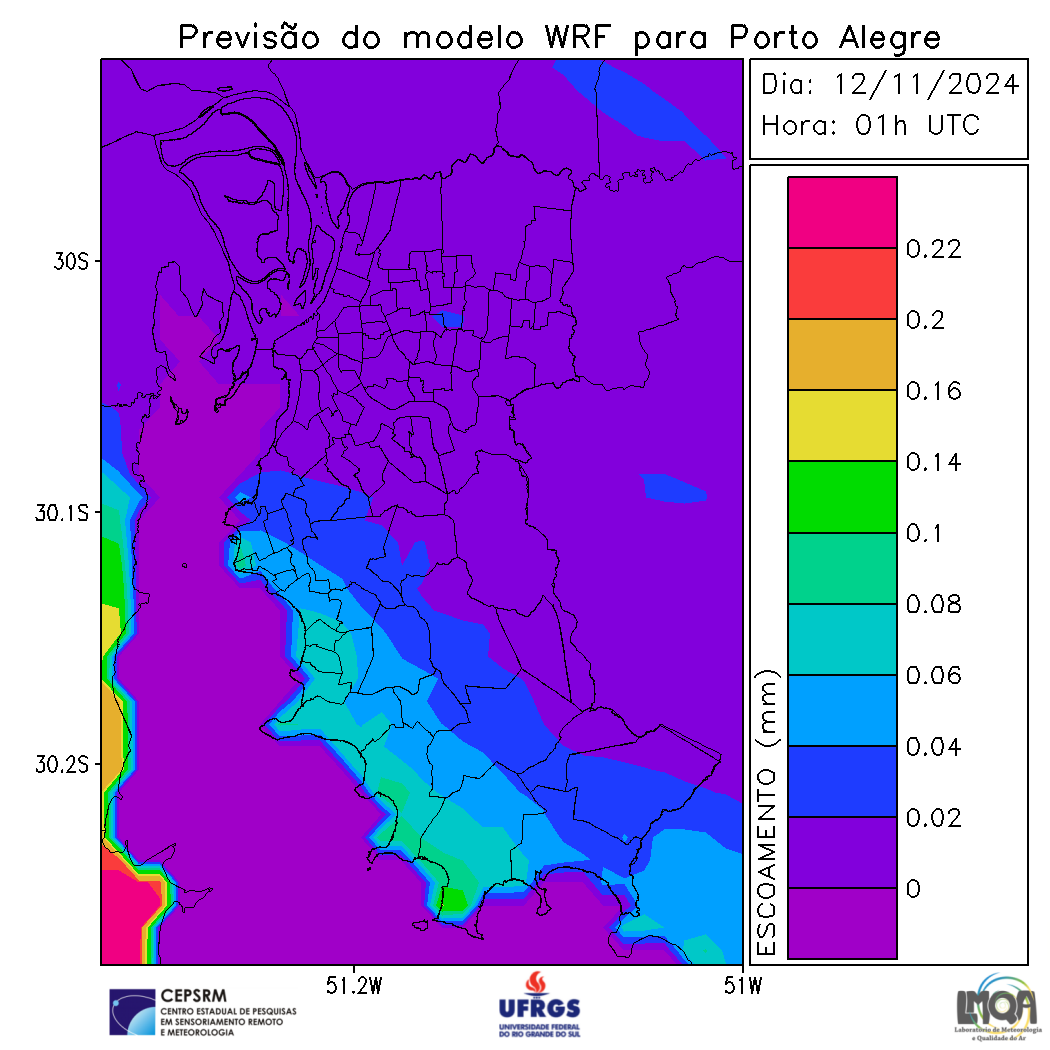 Previsão do modelo WRF para Porto Alegre
Dia: 12/11/2024
Hora: 01h UTC
30S
30.1S
30.2S
51.2W
51W
ESCOAMENTO (mm)
0.22
0.2
0.16
0.14
0.1
0.08
0.06
0.04
0.02
0
CEPSRM
CENTRO ESTADUAL DE PESQUISAS
EM SENSORIAMENTO REMOTO
E METEOROLOGIA
UFRGS
UNIVERSIDADE FEDERAL
DO RIO GRANDE DO SUL
LMQA
Laboratório de Meteorologia
e Qualidade do Ar